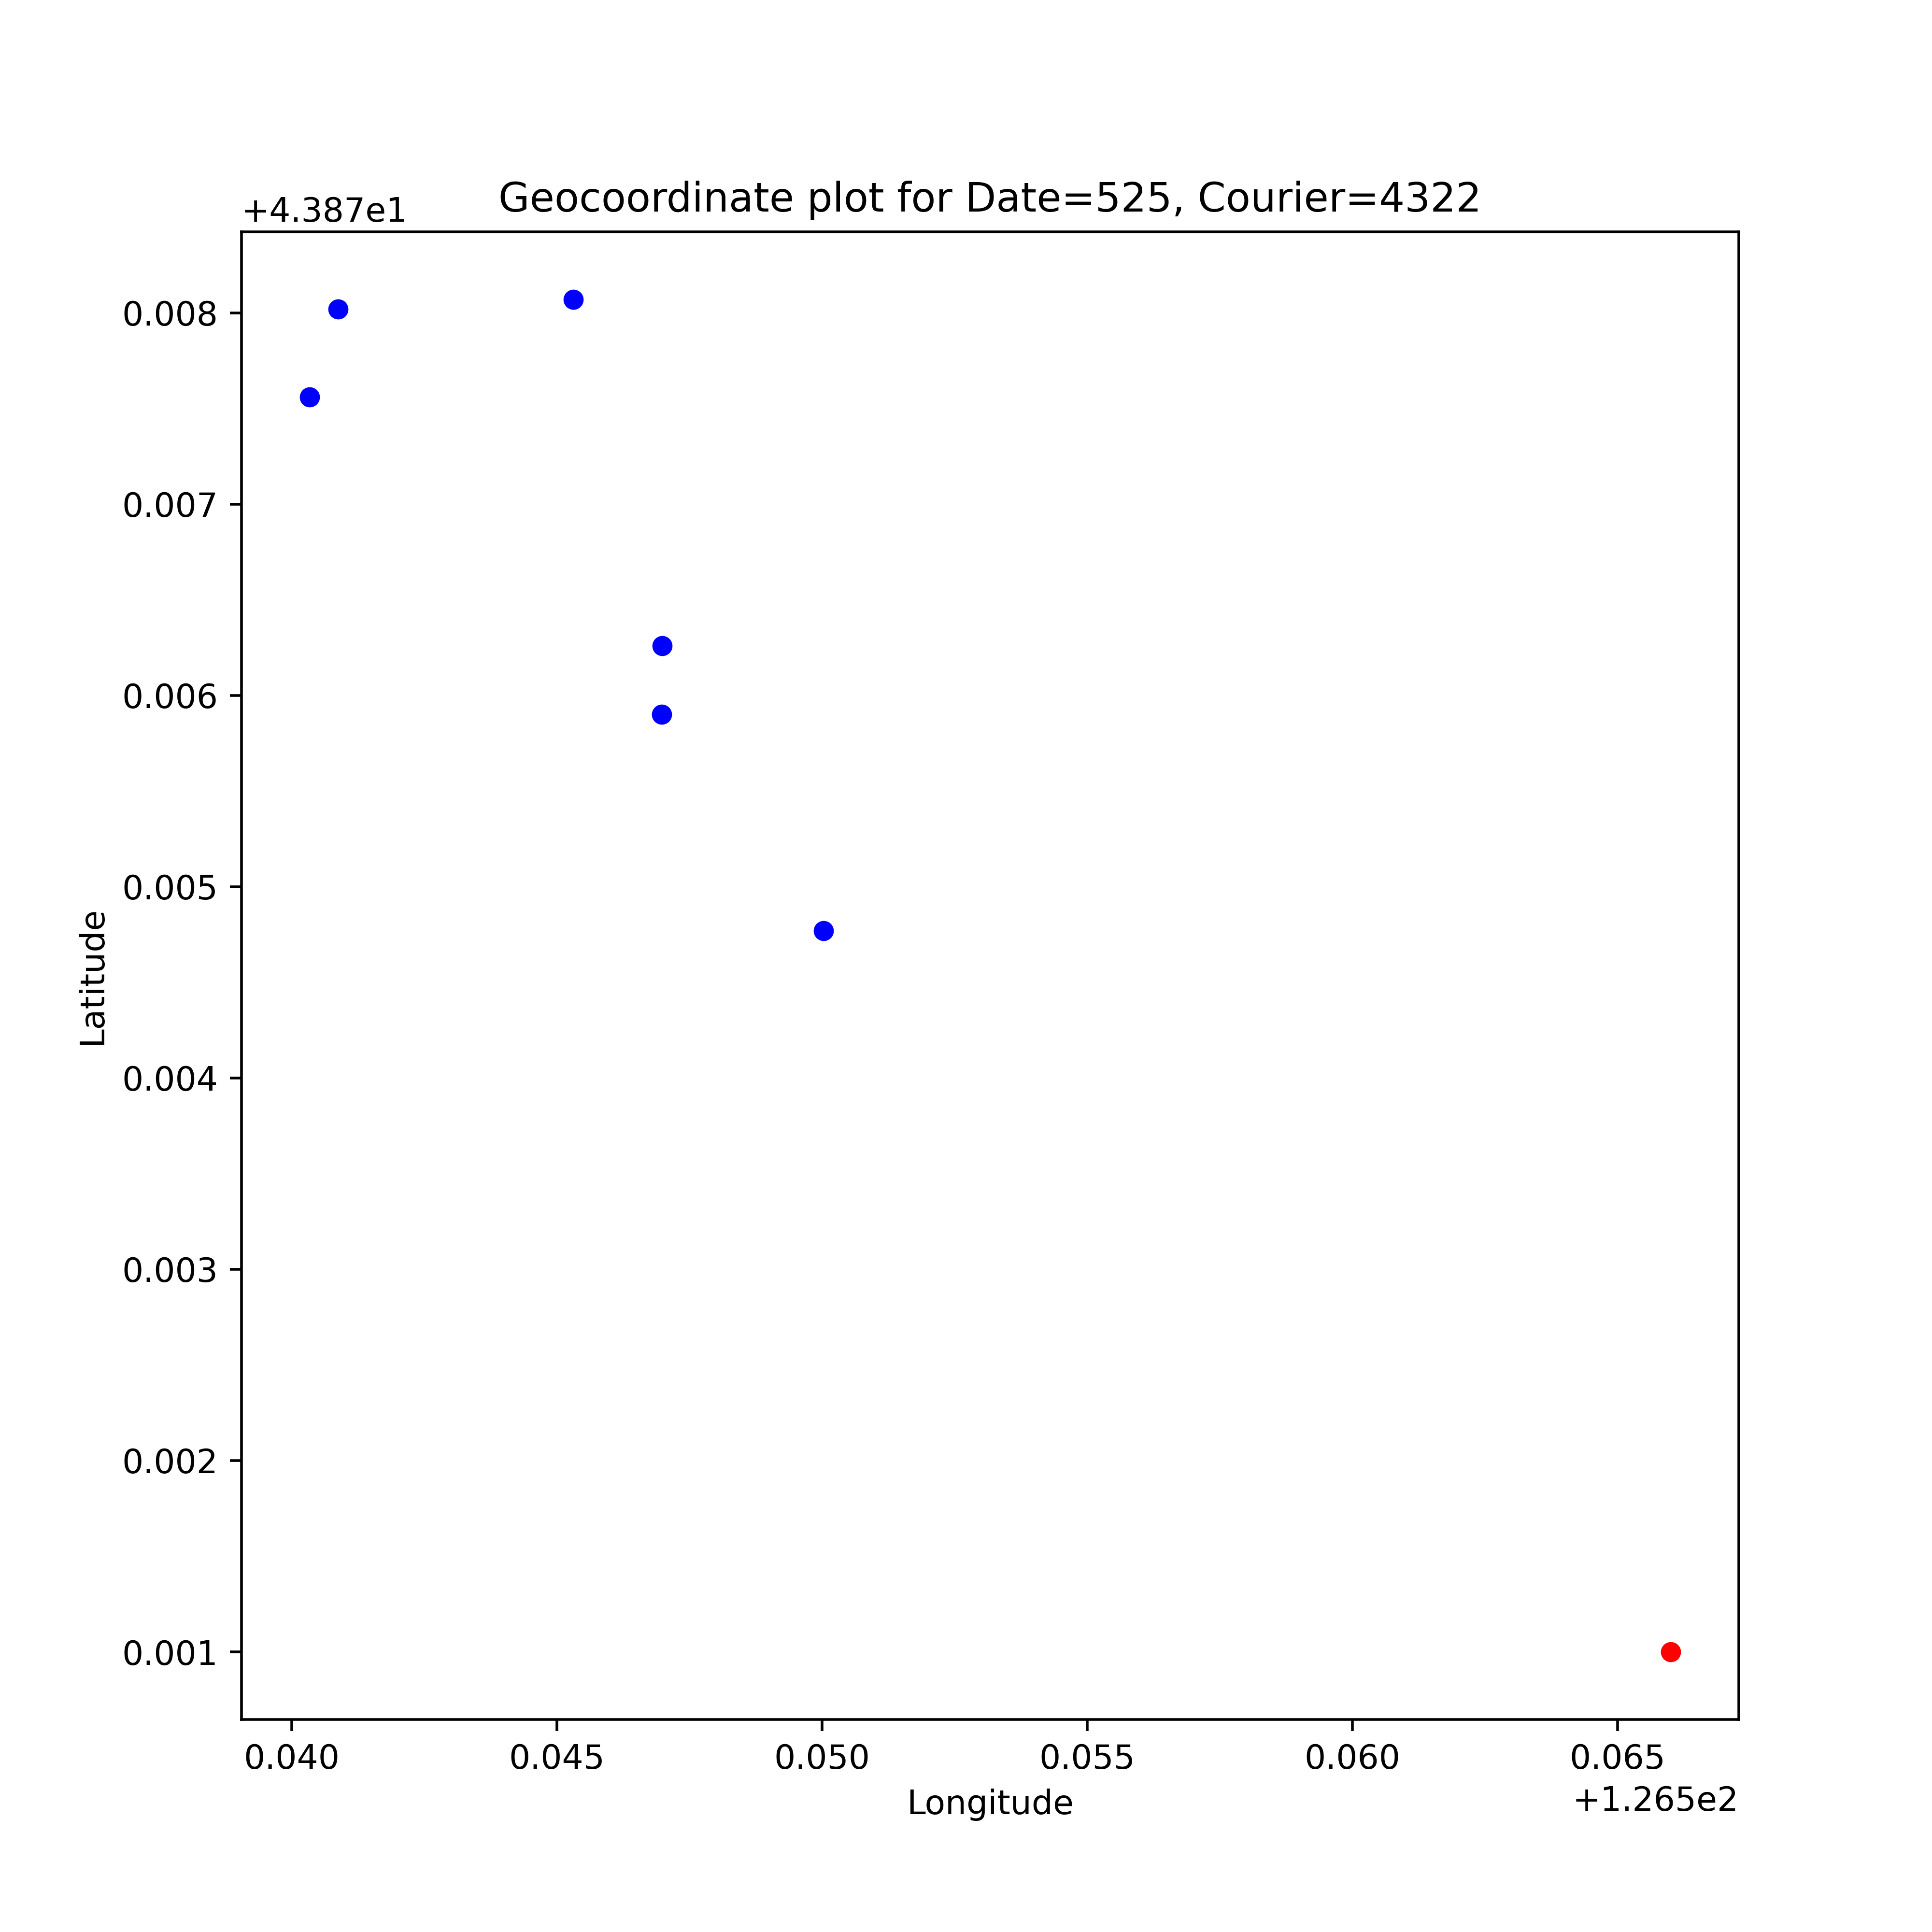 Geocoordinate plot for Date=525, Courier=4322
+4.387e1
0.008
0.007
0.006
0.005
0.004
0.003
0.002
0.001
Latitude
0.040 0.045 0.050 0.055 0.060 0.065
Longitude
+1.265e2